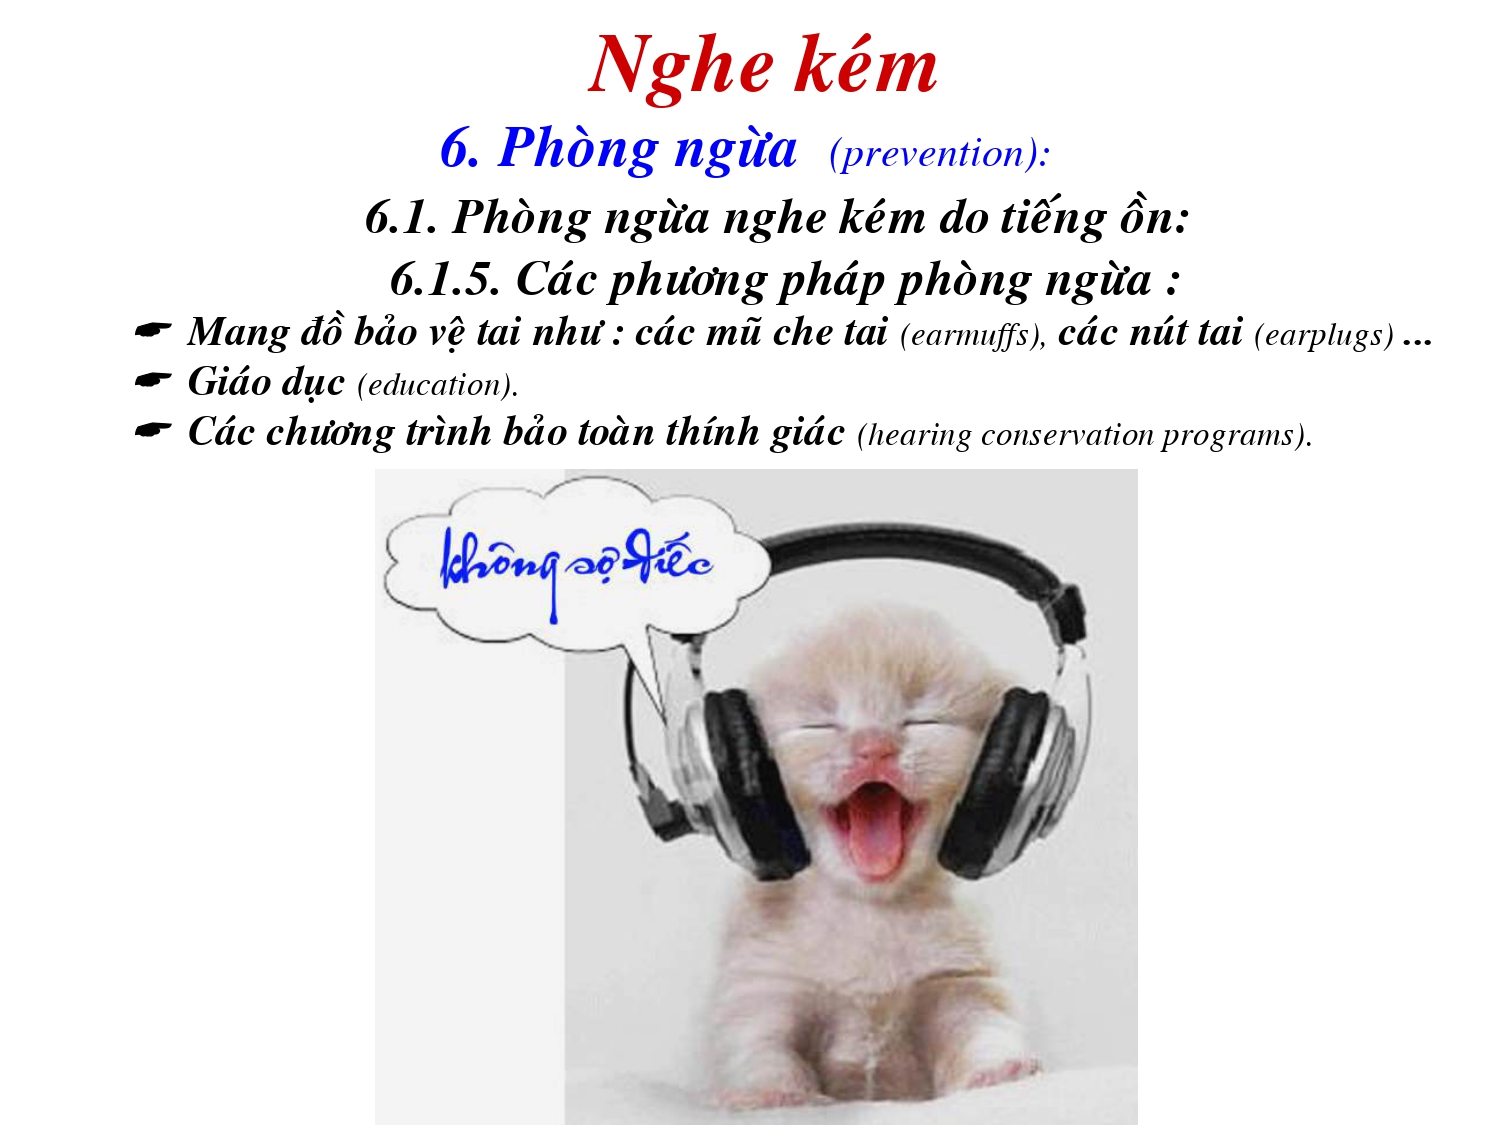 Nghe kém
6. Phòng ngừa (prevention):
6.1. Phòng ngừa nghe kém do tiếng ồn:
6.1.5. Các phương pháp phòng ngừa :
Mang đồ bảo vệ tai như : các mũ che tai (earmuffs), các nút tai (earplugs) ...
Giáo dục (education).
Các chương trình bảo toàn thính giác (hearing conservation programs).
không sợ điếc